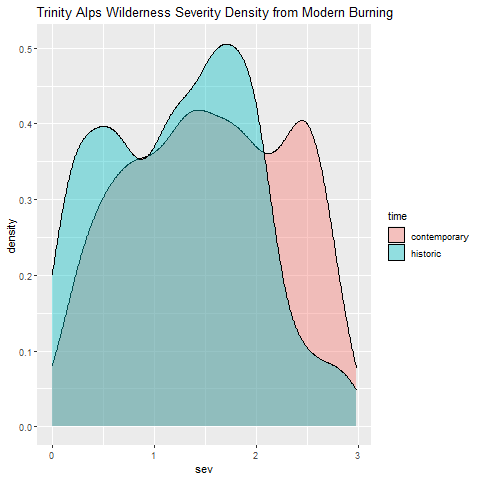 Trinity Alps Wilderness Severity Density from Modern Burning
0.5
0.4
0.3
0.2
0.1
0.0
density
0 1 2 3
sev
time
contemporary
historic